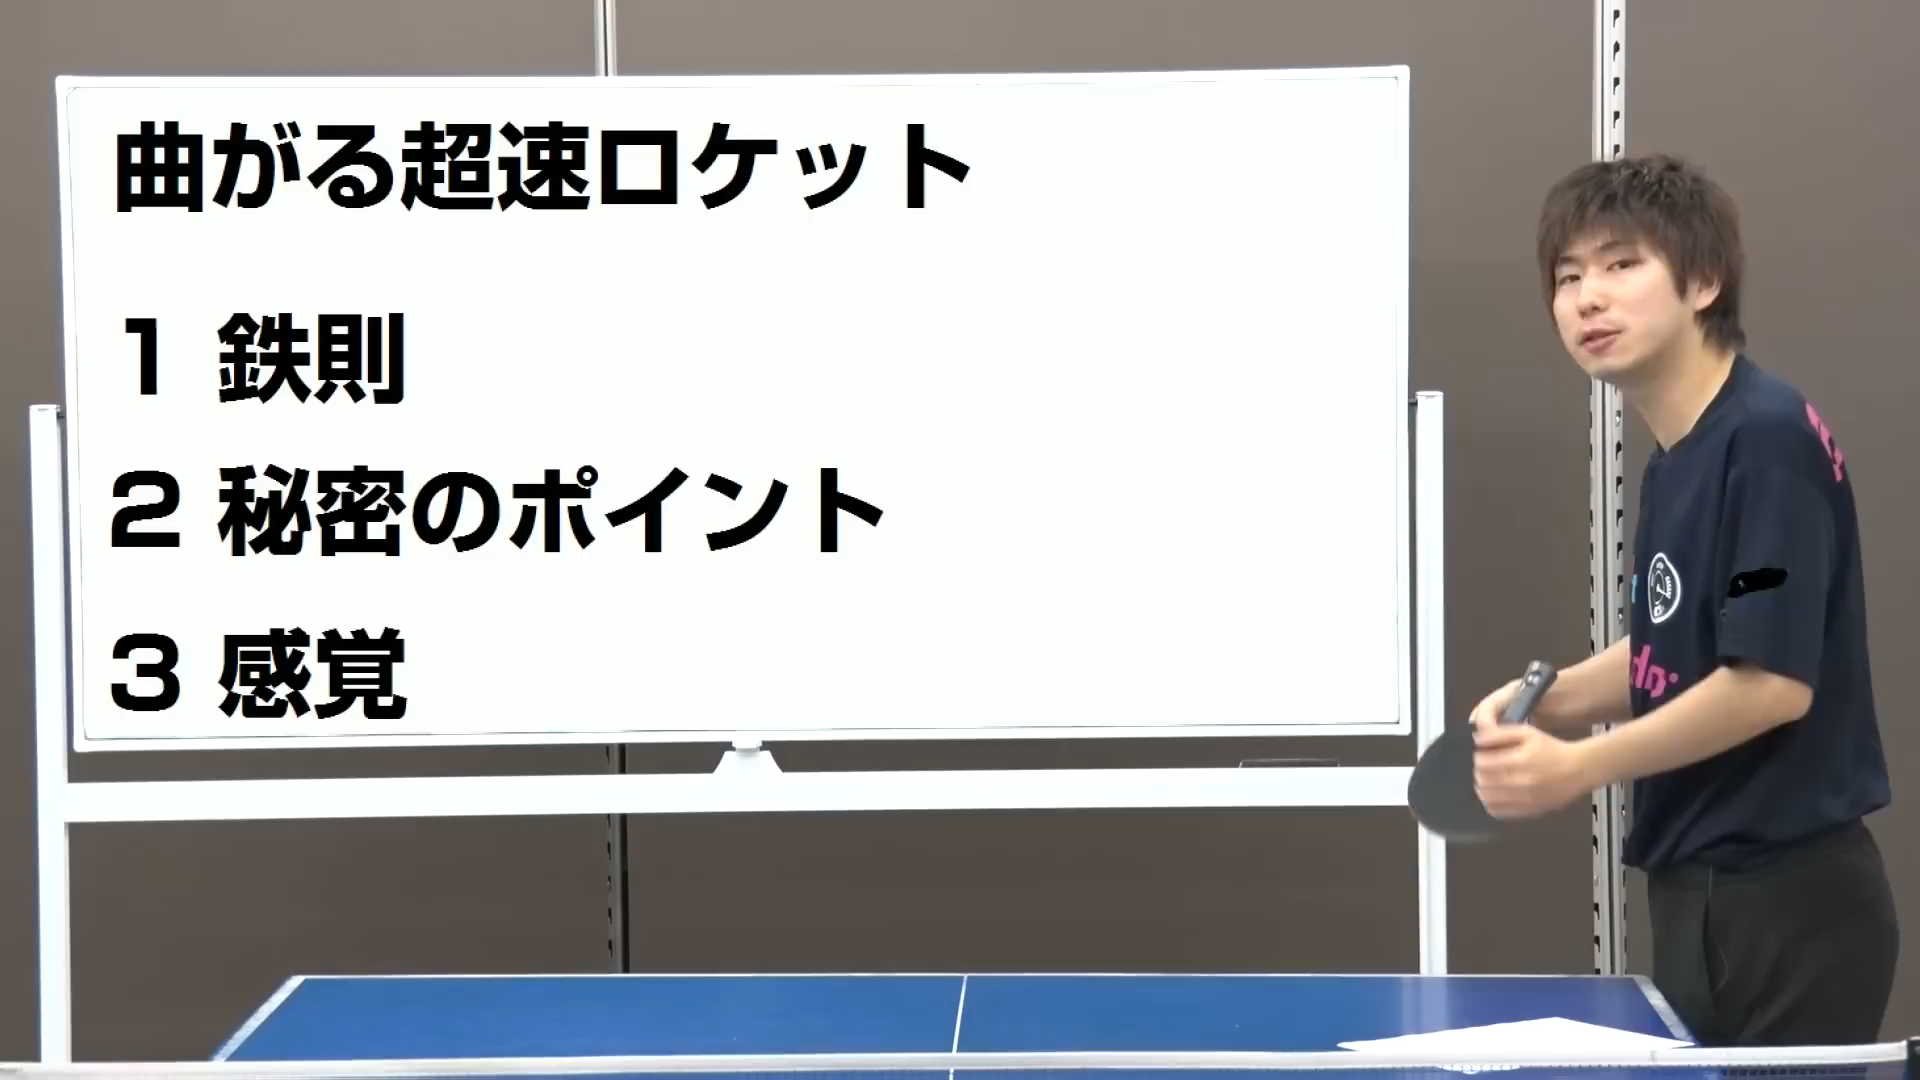 曲がる超速ロケット
1 鉄則
2 秘密のポイント
3 感覚